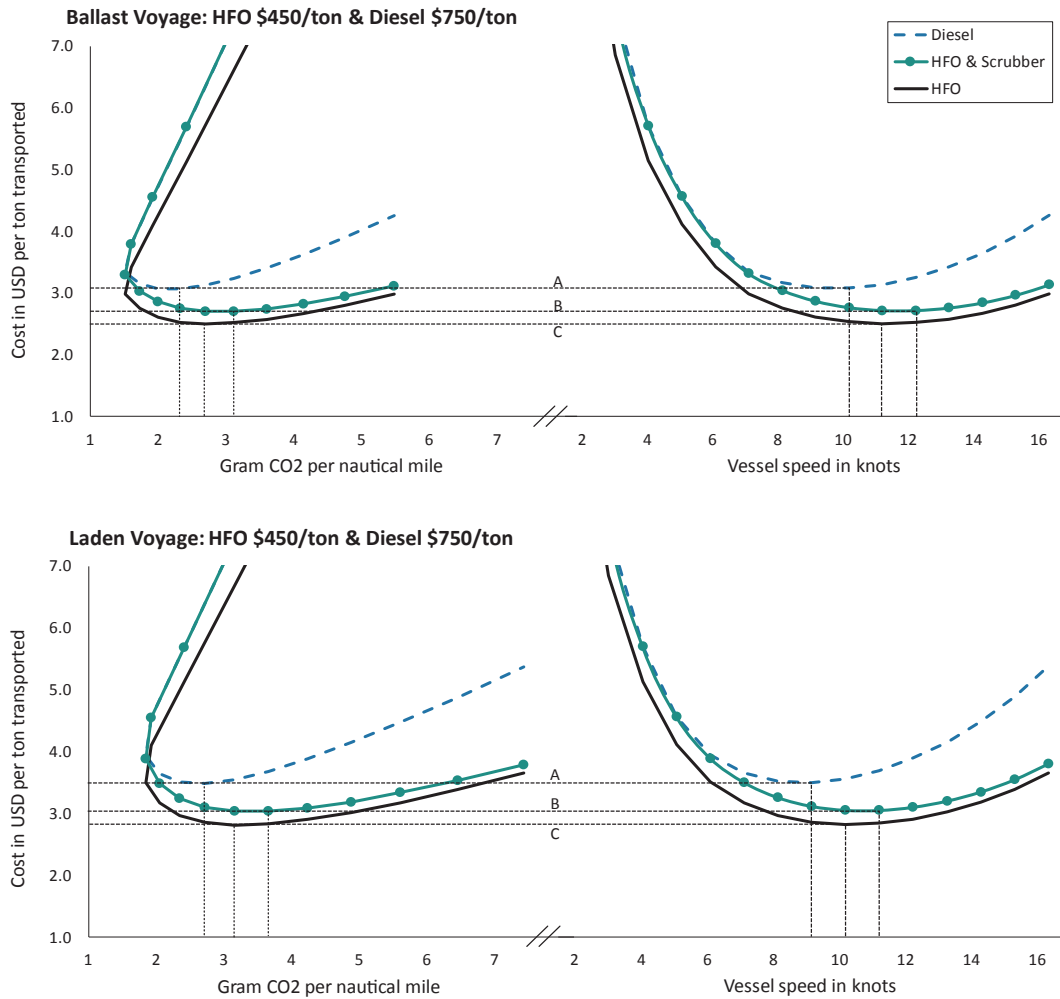 Ballast Voyage: HFO $450/ton & Diesel $750/ton
Diesel
HFO & Scrubber
HFO
Cost in USD per ton transported
7.0
6.0
5.0
4.0
3.0
2.0
1.0
A
B
C
1 2 3 4 5 6 7 2 4 6 8 10 12 14 16
Gram CO2 per nautical mile Vessel speed in knots
Laden Voyage: HFO $450/ton & Diesel $750/ton
Cost in USD per ton transported
7.0
6.0
5.0
4.0
3.0
2.0
1.0
A
B
C
1 2 3 4 5 6 7 2 4 6 8 10 12 14 16
Gram CO2 per nautical mile Vessel speed in knots